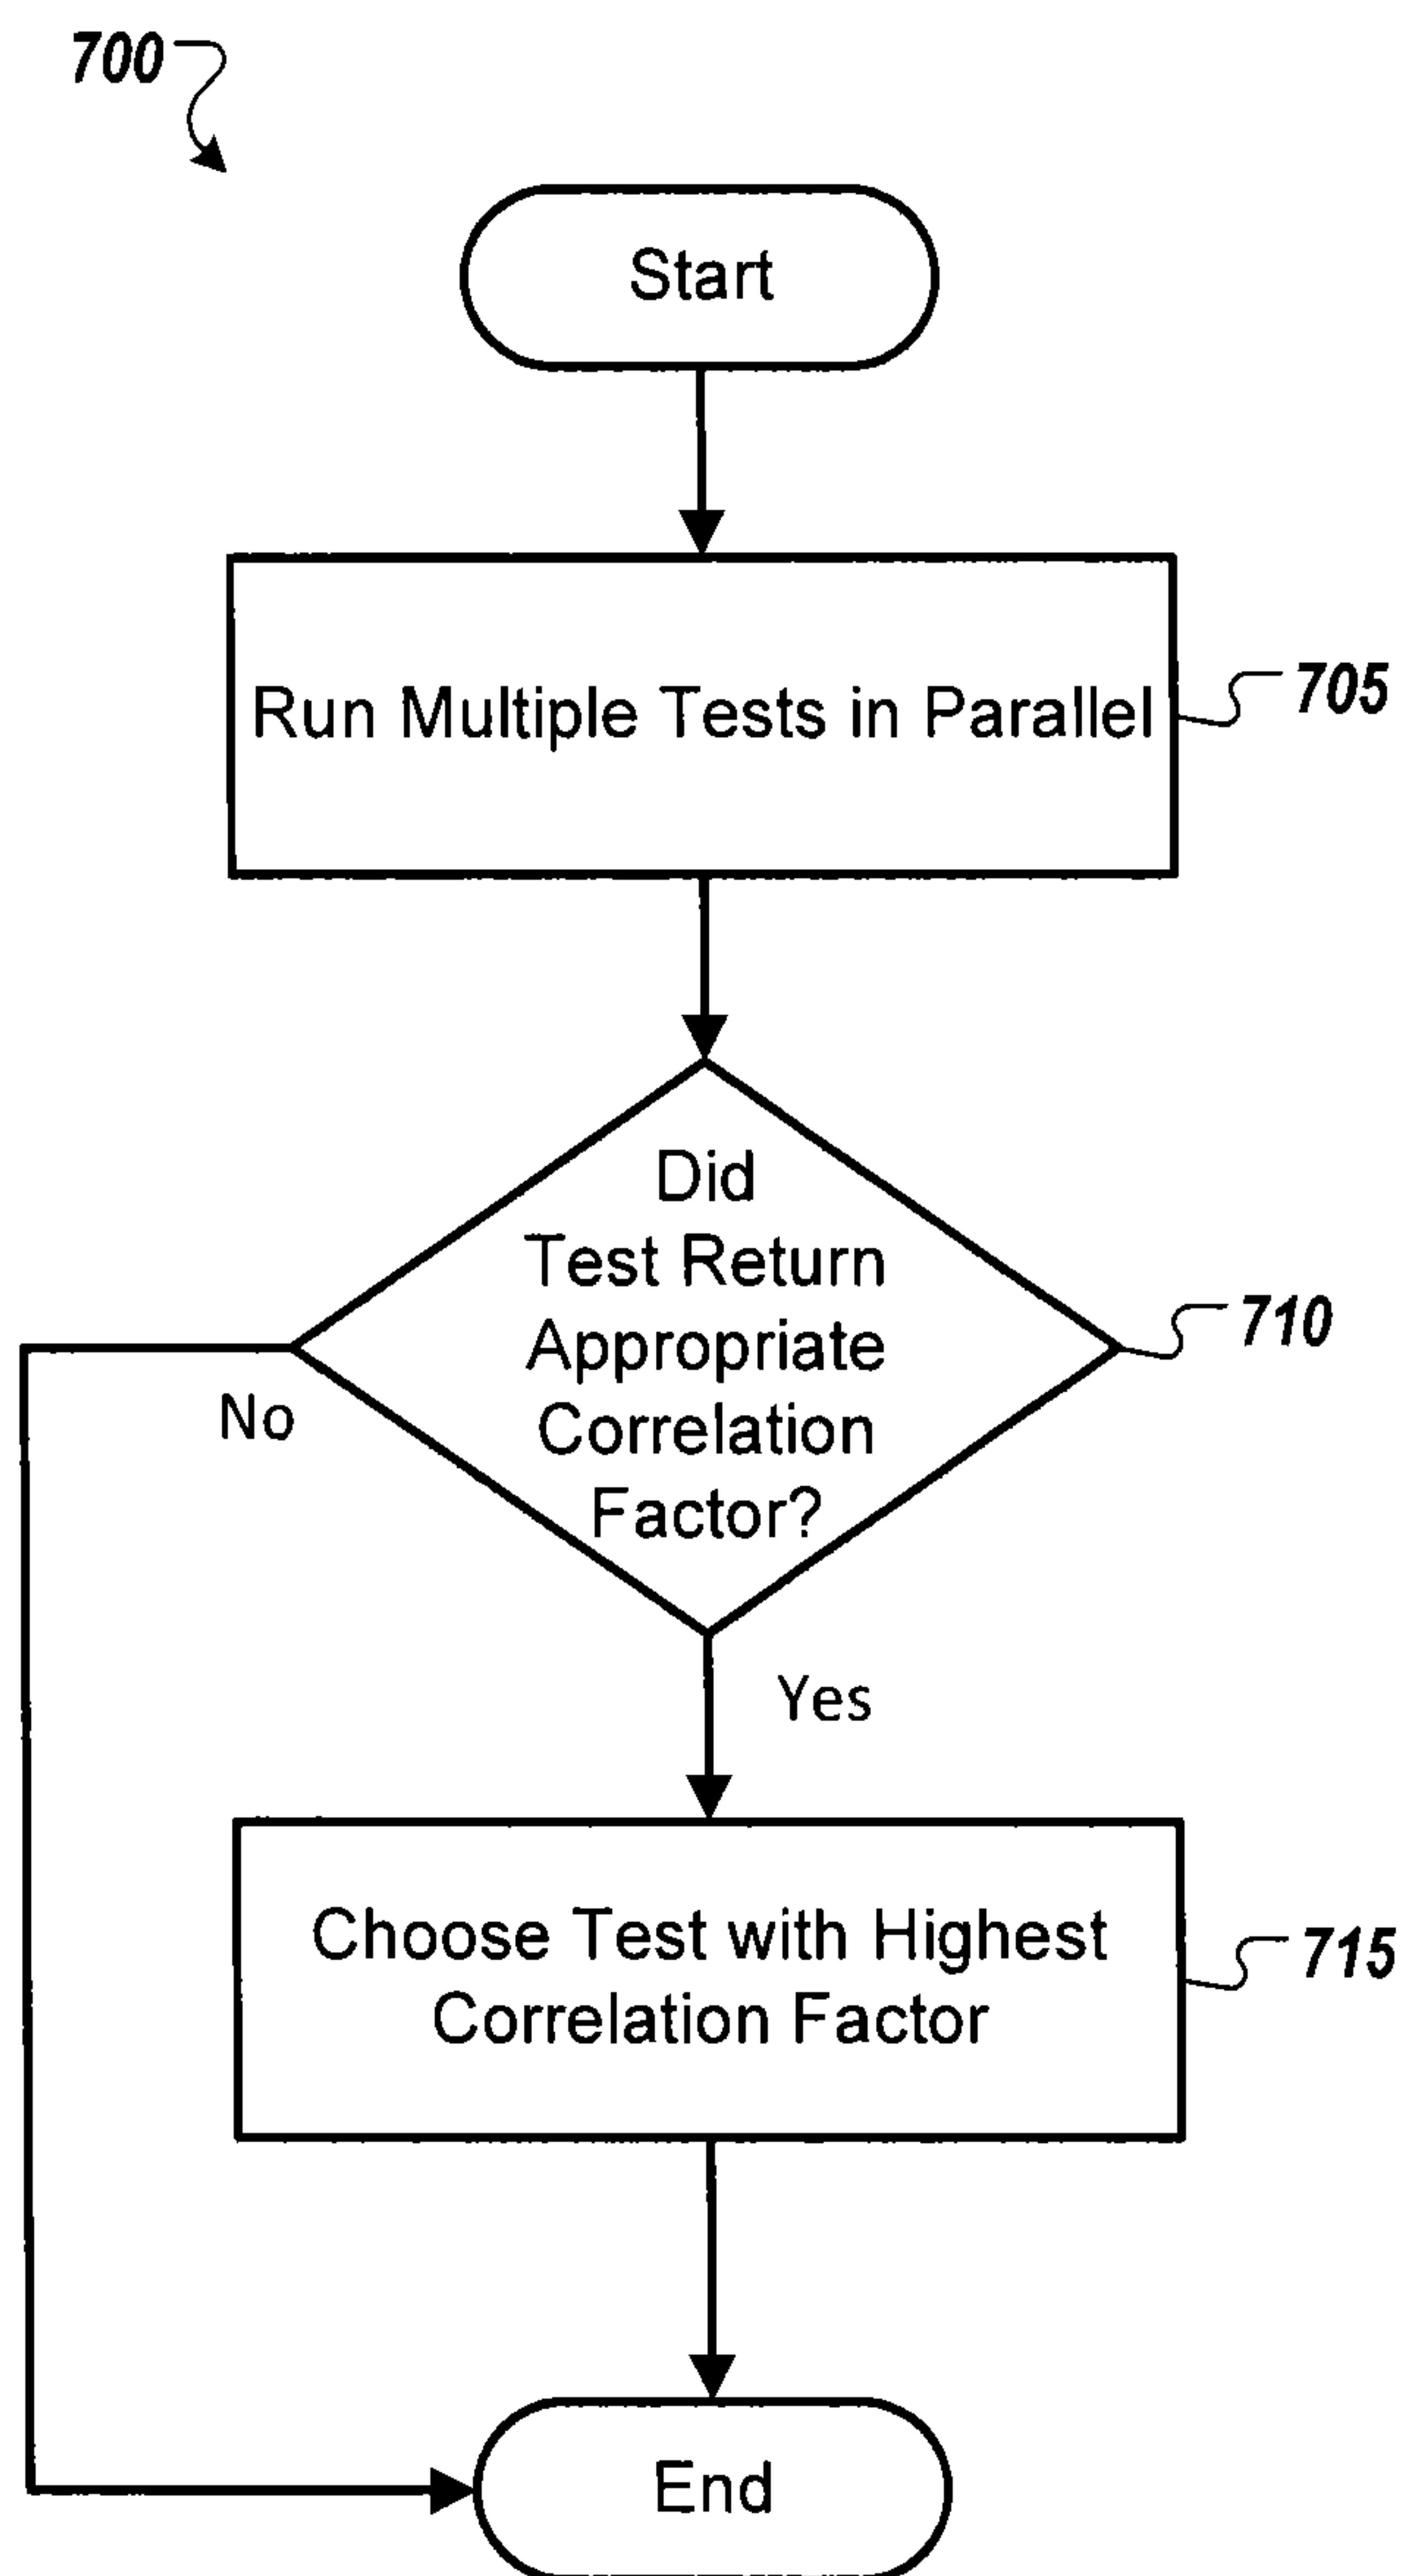 700
Start
Run Multiple Tests in Parallel
705
Did
Test Return
Appropriate
Correlation
Factor?
710
No
Yes
Choose Test with Highest
Correlation Factor
715
End